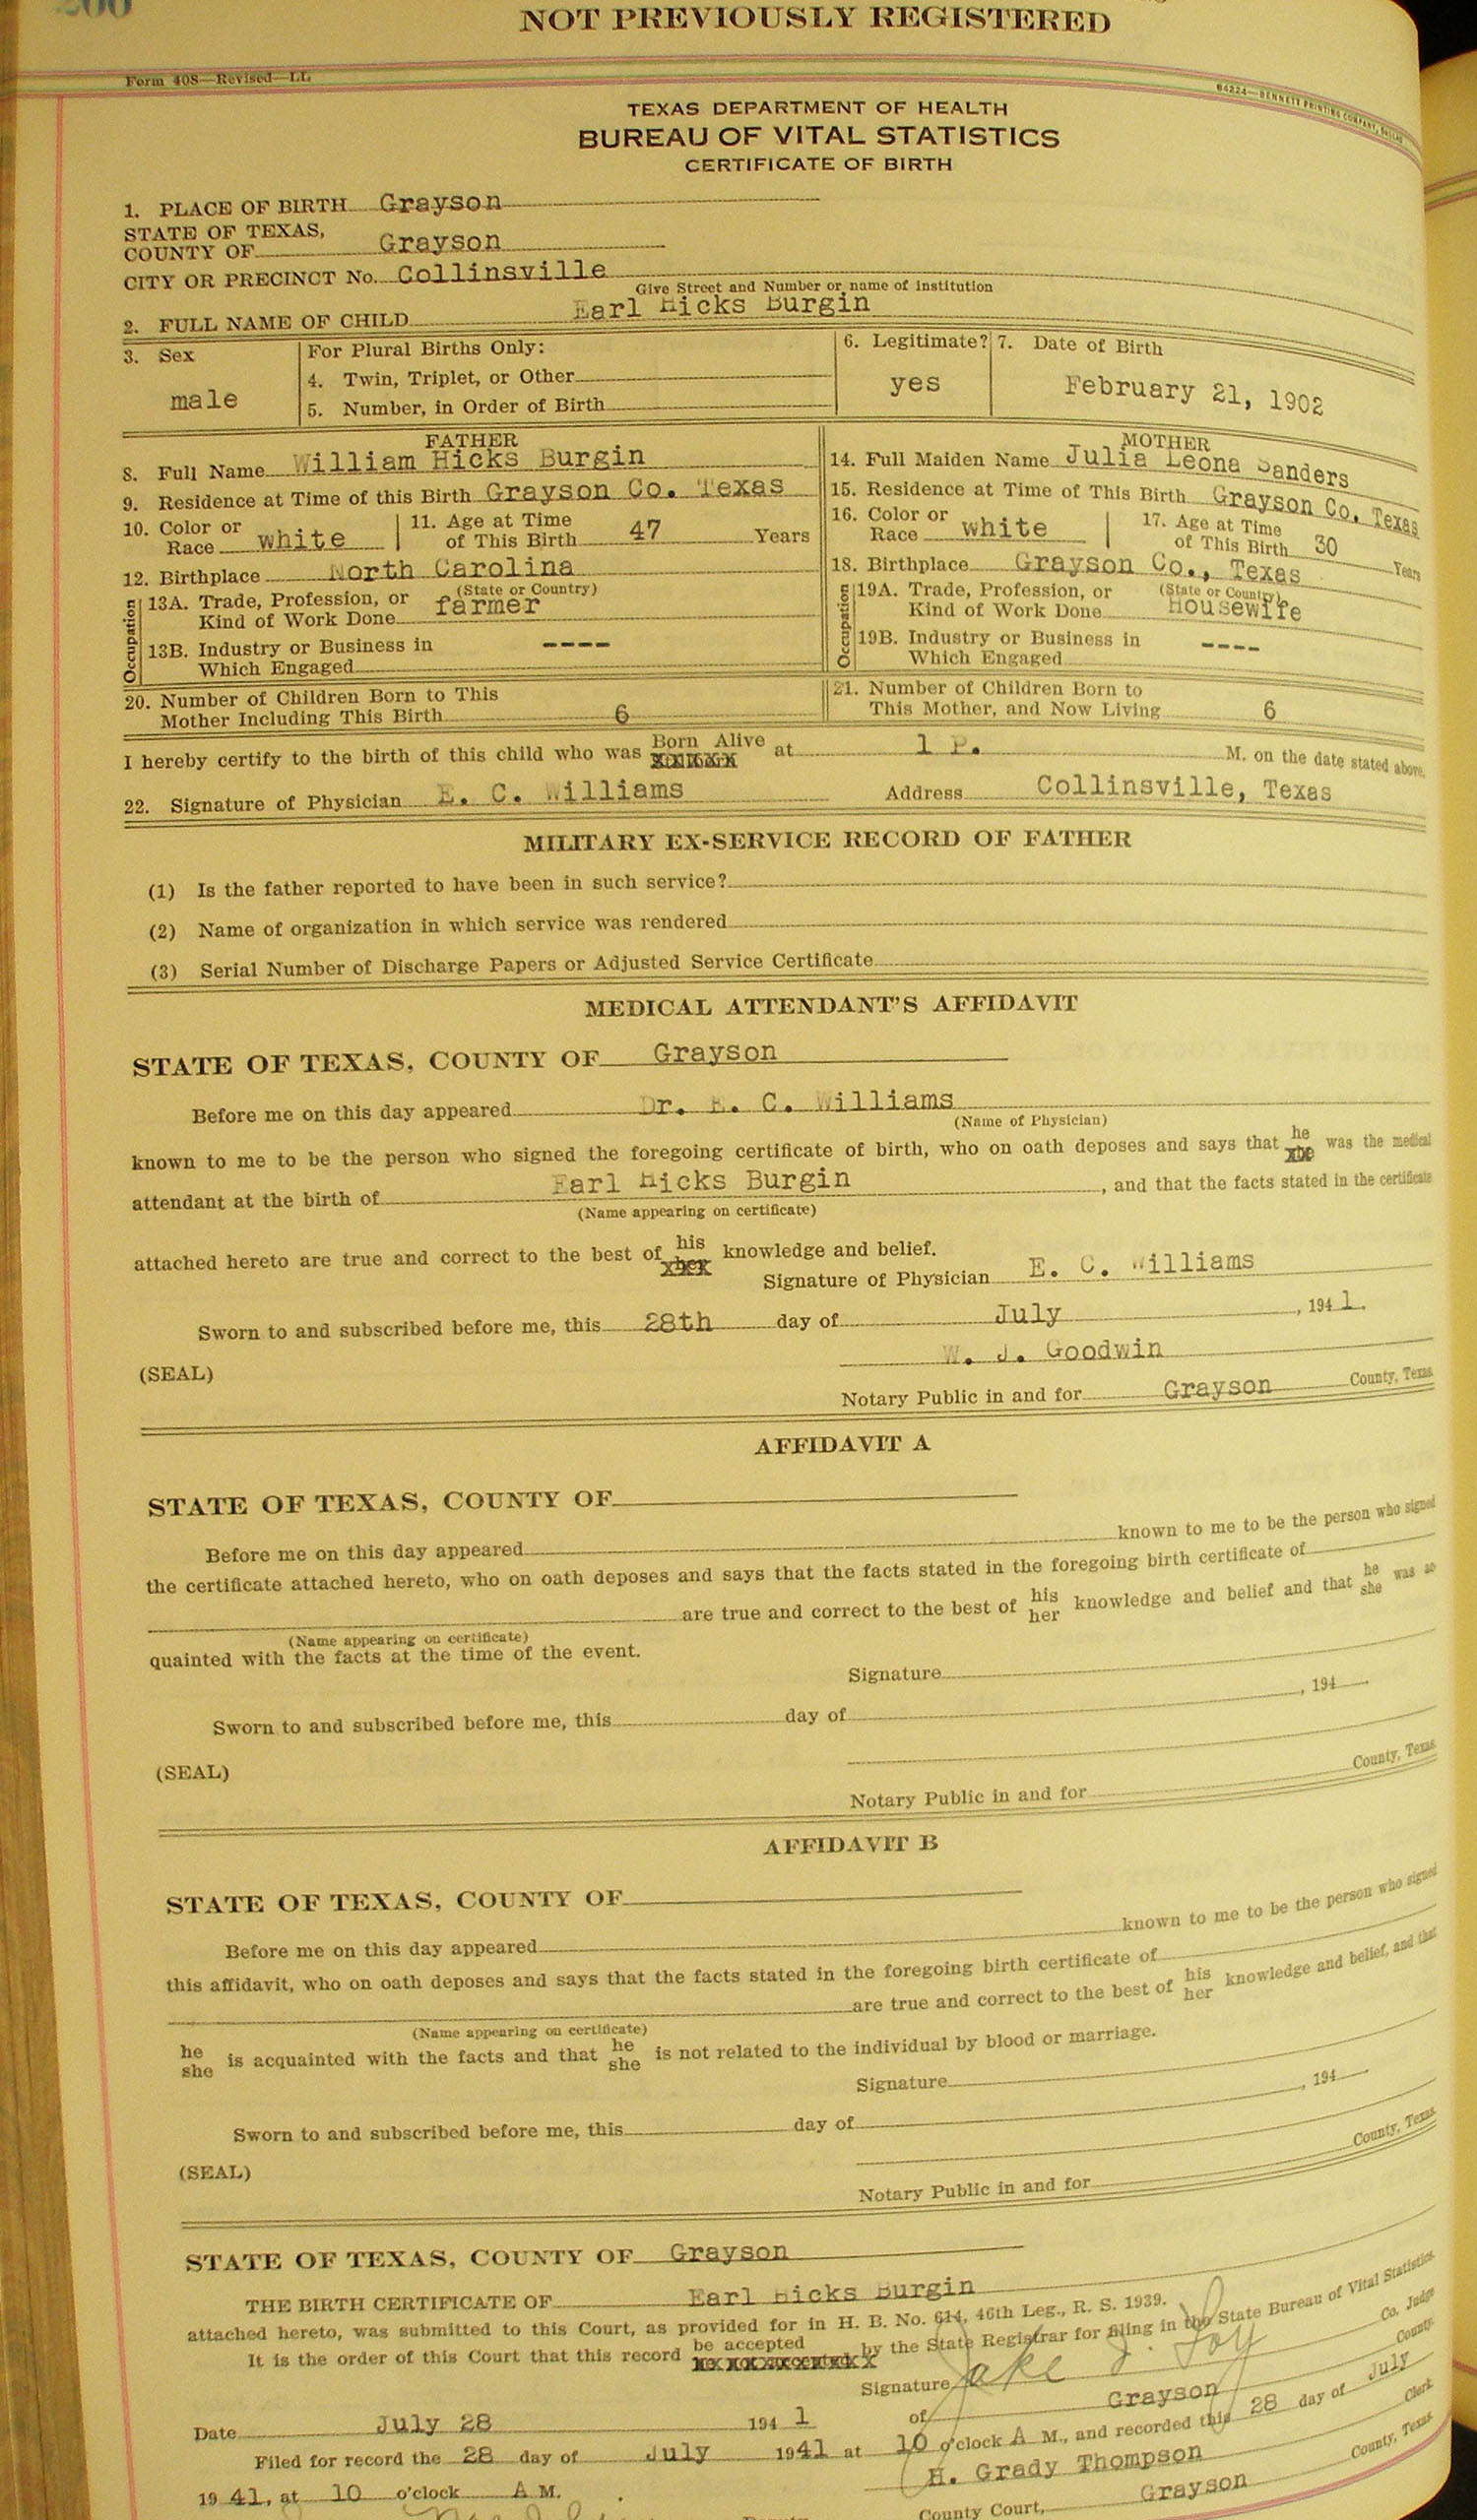 200
NOT PREVIOUSLY REGISTERED
Form 408—Revised—LL
84224—BENNETT PRINTING COMPANY, DALLAS
TEXAS DEPARTMENT OF HEALTH
BUREAU OF VITAL STATISTICS
CERTIFICATE OF BIRTH
1. PLACE OF BIRTH Grayson
STATE OF TEXAS,
COUNTY OF Grayson
CITY OR PRECINCT No. Collinsville
Give Street and Number or name of institution
2. FULL NAME OF CHILD Earl Hicks Burgin
3. Sex For Plural Births Only: 6. Legitimate? 7. Date of Birth
4. Twin, Triplet, or Other
male yes February 21, 1902
5. Number, in Order of Birth
FATHER MOTHER
8. Full Name William Hicks Burgin 14. Full Maiden Name Julia Leona Sanders
9. Residence at Time of this Birth Grayson Co. Texas 15. Residence at Time of This Birth Grayson Co. Texas
10. Color or Race white 11. Age at Time of This Birth 47 Years 16. Color or Race white 17. Age at Time of This Birth 30 Years
12. Birthplace North Carolina 18. Birthplace Grayson Co., Texas
(State or Country) (State or Country)
Occupation 13A. Trade, Profession, or Kind of Work Done farmer Occupation 19A. Trade, Profession, or Kind of Work Done Housewife
13B. Industry or Business in Which Engaged ---- 19B. Industry or Business in Which Engaged ----
20. Number of Children Born to This Mother Including This Birth 6 21. Number of Children Born to This Mother, and Now Living 6
I hereby certify to the birth of this child who was Born Alive at 1 P. M. on the date stated above.
22. Signature of Physician E. C. Williams Address Collinsville, Texas
MILITARY EX-SERVICE RECORD OF FATHER
(1) Is the father reported to have been in such service?
(2) Name of organization in which service was rendered
(3) Serial Number of Discharge Papers or Adjusted Service Certificate
MEDICAL ATTENDANT'S AFFIDAVIT
STATE OF TEXAS, COUNTY OF Grayson
Before me on this day appeared Dr. E. C. Williams
(Name of Physician)
known to me to be the person who signed the foregoing certificate of birth, who on oath deposes and says that he was the medical
attendant at the birth of Earl Hicks Burgin, and that the facts stated in the certificate
(Name appearing on certificate)
attached hereto are true and correct to the best of his knowledge and belief.
Signature of Physician E. C. Williams
Sworn to and subscribed before me, this 28th day of July, 1941.
W. J. Goodwin
(SEAL)
Notary Public in and for Grayson County, Texas
AFFIDAVIT A
STATE OF TEXAS, COUNTY OF
Before me on this day appeared known to me to be the person who signed
the certificate attached hereto, who on oath deposes and says that the facts stated in the foregoing birth certificate of
are true and correct to the best of his her knowledge and belief and that he she was ac-
(Name appearing on certificate)
quainted with the facts at the time of the event.
Signature
Sworn to and subscribed before me, this day of , 194
(SEAL)
Notary Public in and for County, Texas
AFFIDAVIT B
STATE OF TEXAS, COUNTY OF
Before me on this day appeared known to me to be the person who signed
this affidavit, who on oath deposes and says that the facts stated in the foregoing birth certificate of
are true and correct to the best of his her knowledge and belief, and that
(Name appearing on certificate)
he she is acquainted with the facts and that he she is not related to the individual by blood or marriage.
Signature
Sworn to and subscribed before me, this day of , 194
(SEAL)
Notary Public in and for County, Texas
STATE OF TEXAS, COUNTY OF Grayson
THE BIRTH CERTIFICATE OF Earl Hicks Burgin
attached hereto, was submitted to this Court, as provided for in H. B. No. 614, 46th Leg., R. S. 1939.
It is the order of this Court that this record be accepted by the State Registrar for filing in the State Bureau of Vital Statistics
Signature Jake J. Loy Co. Judge
Date July 28 1941 of Grayson County
Filed for record the 28 day of July 1941 at 10 o'clock A M., and recorded this 28 day of July
1941, at 10 o'clock A M. H. Grady Thompson Clerk
County Court, Grayson County, Texas